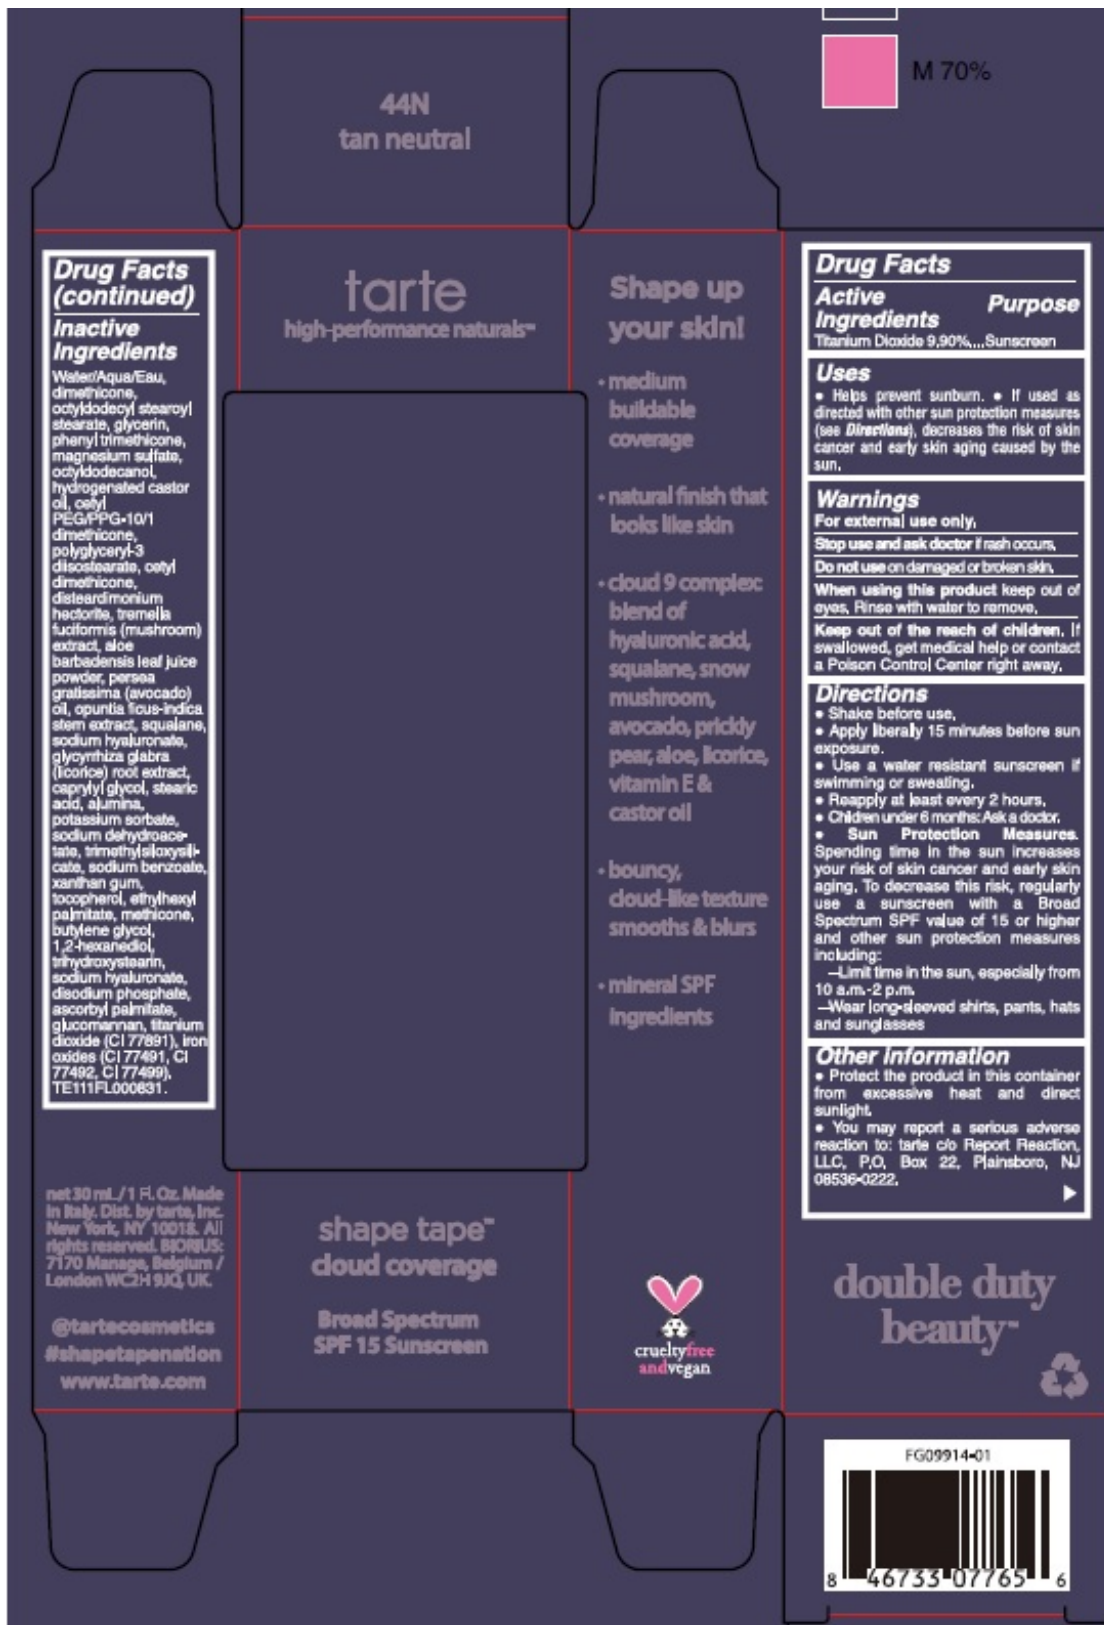 M 70%
44N
tan neutral
Drug Facts
(continued)
Inactive
Ingredients
Water/Aqua/Eau,
dimethicone,
octyldodecyl stearoyl
stearate, glycerin,
phenyl trimethicone,
magnesium sulfate,
octyldodecanol,
hydrogenated castor
oil, cetyl
PEG/PPG-10/1
dimethicone,
polyglyceryl-3
diisostearate, cetyl
dimethicone,
disteardimonium
hectorite, tremella
fuciformis (mushroom)
extract, aloe
barbadensis leaf juice
powder, persea
gratissima (avocado)
oil, opuntia ficus-indica
stem extract, squalane,
sodium hyaluronate,
glycyrrhiza glabra
(licorice) root extract,
caprylyl glycol, stearic
acid, alumina,
potassium sorbate,
sodium dehydroace-
tate, trimethylsiloxysili-
cate, sodium benzoate,
xanthan gum,
tocopherol, ethylhexyl
palmitate, methicone,
butylene glycol,
1,2-hexanediol,
trihydroxystearin,
sodium hyaluronate,
disodium phosphate,
ascorbyl palmitate,
glucomannan, titanium
dioxide (CI 77891), iron
oxides (CI 77491, CI
77492, CI 77499).
TE111FL000831.
net 30 mL / 1 Fl. Oz. Made
in Italy. Dist. by tarte, inc.
New York, NY 10018. All
rights reserved. BIORIUS:
7170 Manage, Belgium /
London WC2H 9JQ, UK.
@tartecosmetics
#shapetapenation
www.tarte.com
tarte
high-performance naturals™
shape tape™
cloud coverage
Broad Spectrum
SPF 15 Sunscreen
Shape up
your skin!
• medium
buildable
coverage
• natural finish that
looks like skin
• cloud 9 complex:
blend of
hyaluronic acid,
squalane, snow
mushroom,
avocado, prickly
pear, aloe, licorice,
vitamin E &
castor oil
• bouncy,
cloud-like texture
smooths & blurs
• mineral SPF
ingredients
crueltyfree
andvegan
Drug Facts
Active
Ingredients Purpose
Titanium Dioxide 9.90%....Sunscreen
Uses
• Helps prevent sunburn. • If used as
directed with other sun protection measures
(see Directions), decreases the risk of skin
cancer and early skin aging caused by the
sun.
Warnings
For external use only.
Stop use and ask doctor if rash occurs.
Do not use on damaged or broken skin.
When using this product keep out of
eyes. Rinse with water to remove.
Keep out of the reach of children. If
swallowed, get medical help or contact
a Poison Control Center right away.
Directions
• Shake before use.
• Apply liberally 15 minutes before sun
exposure.
• Use a water resistant sunscreen if
swimming or sweating.
• Reapply at least every 2 hours.
• Children under 6 months: Ask a doctor.
• Sun Protection Measures.
Spending time in the sun increases
your risk of skin cancer and early skin
aging. To decrease this risk, regularly
use a sunscreen with a Broad
Spectrum SPF value of 15 or higher
and other sun protection measures
including:
—Limit time in the sun, especially from
10 a.m.-2 p.m.
—Wear long-sleeved shirts, pants, hats
and sunglasses
Other information
• Protect the product in this container
from excessive heat and direct
sunlight.
• You may report a serious adverse
reaction to: tarte c/o Report Reaction,
LLC, P.O. Box 22, Plainsboro, NJ
08536-0222.
double duty
beauty™
FG09914-01
8 46733 07765 6